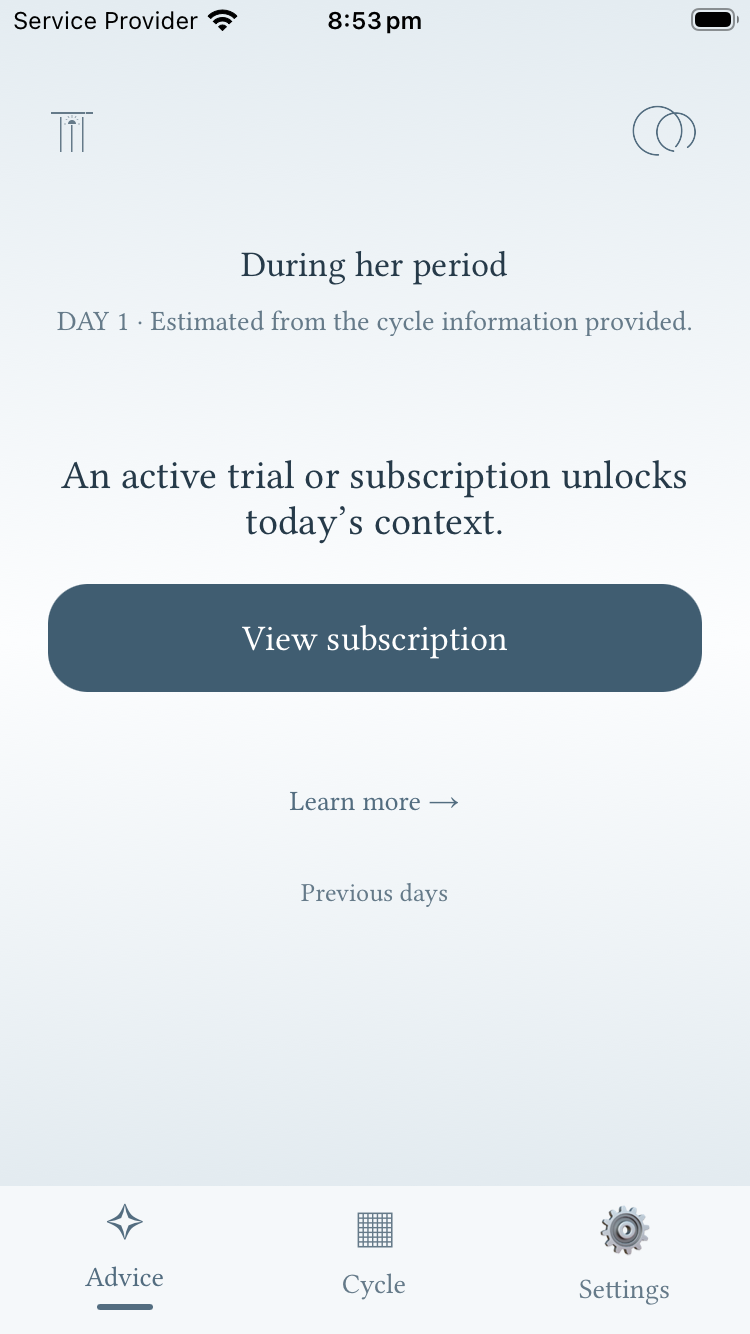 Service Provider 8:53 pm
During her period
DAY 1 · Estimated from the cycle information provided.
An active trial or subscription unlocks
today’s context.
View subscription
Learn more →
Previous days
Advice
Cycle
Settings